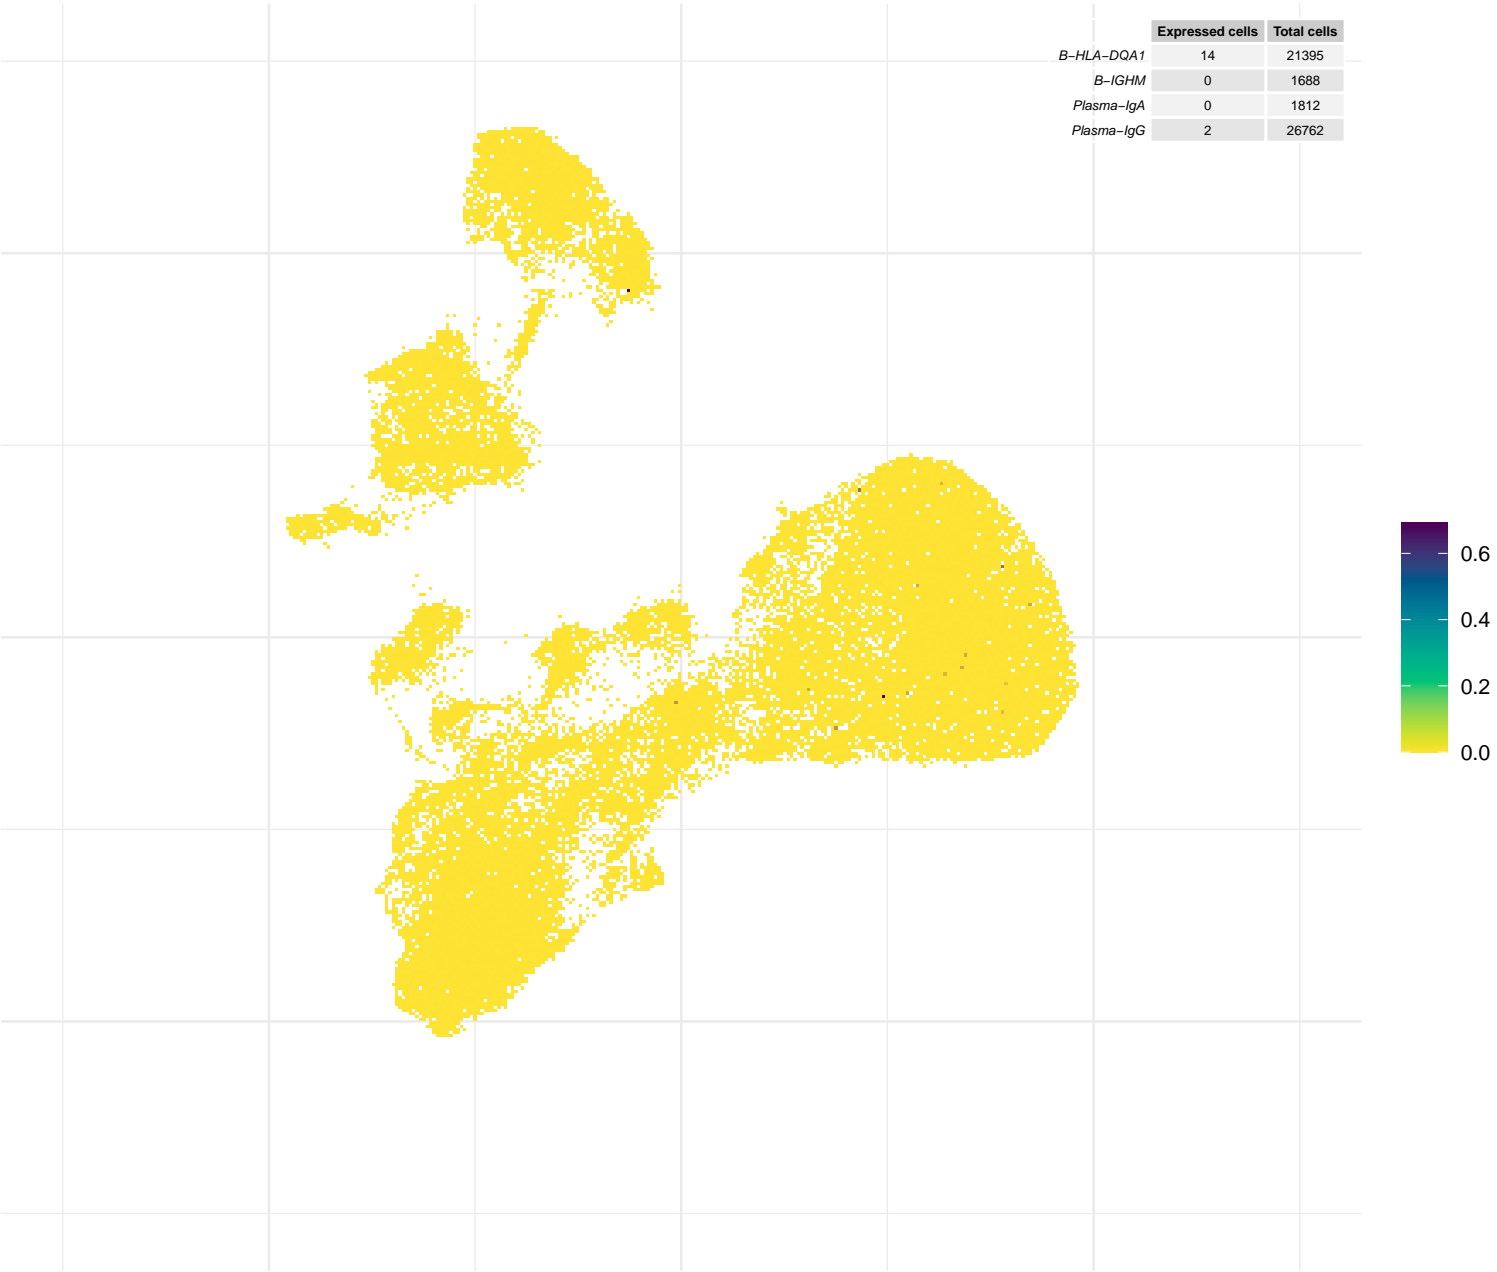 Expressed cells Total cells
B−HLA−DQA1 14 21395
B−IGHM 0 1688
Plasma−IgA 0 1812
Plasma−IgG 2 26762
0.6
0.4
0.2
0.0